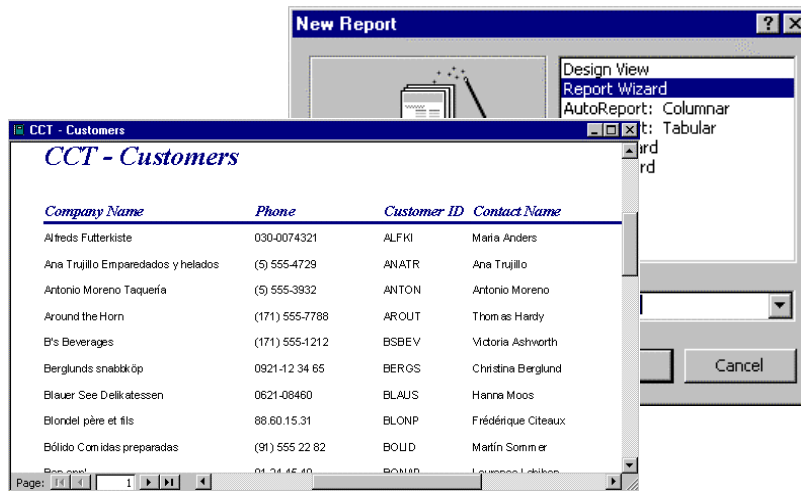 New Report
Design View
Report Wizard
AutoReport: Columnar
t: Tabular
ard
rd
Cancel
CCT - Customers
CCT - Customers
Company Name Phone Customer ID Contact Name
Alfreds Futterkiste 030-0074321 ALFKI Maria Anders
Ana Trujillo Emparedados y helados (5) 555-4729 ANATR Ana Trujillo
Antonio Moreno Taquería (5) 555-3932 ANTON Antonio Moreno
Around the Horn (171) 555-7788 AROUT Thomas Hardy
B's Beverages (171) 555-1212 BSBEV Victoria Ashworth
Berglunds snabbköp 0921-12 34 65 BERGS Christina Berglund
Blauer See Delikatessen 0621-08460 BLAUS Hanna Moos
Blondel père et fils 88.60.15.31 BLONP Frédérique Citeaux
Bólido Comidas preparadas (91) 555 22 82 BOLID Martín Sommer
Page: 1